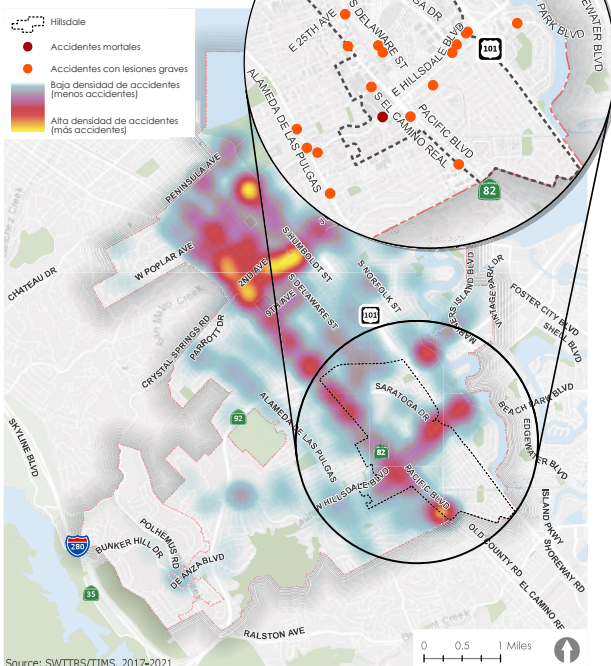 Hillsdale
Accidentes mortales
Accidentes con lesiones graves
Baja densidad de accidentes
(menos accidentes)
Alta densidad de accidentes
(más accidentes)
E 25TH AVE
S DELAWARE ST
E HILLSDALE BLVD
101
PARK BLVD
EWATER BLVD
ALAMEDA DE LAS PULGAS
S EL CAMINO REAL
PACIFIC BLVD
82
PENINSULA AVE
W POPLAR AVE
CHATEAU DR
2ND AVE
9TH AVE
S HUMBOLDT ST
S DELAWARE ST
S NORFOLK ST
101
VINTAGE PARK DR
FOSTER CITY BLVD
SHELL BLVD
CRYSTAL SPRINGS RD
PARROTT DR
SARATOGA DR
BEACH PARK BLVD
EDGEWATER BLVD
ALAMEDA DE LAS PULGAS
92
82
SKYLINE BLVD
W HILLSDALE BLVD
PACIFIC BLVD
ISLAND PKWY
SHOREWAY RD
OLD COUNTY RD
EL CAMINO RE
280
POLHEMUS RD
BUNKER HILL DR
DE ANZA BLVD
35
RALSTON AVE
0 0.5 1 Miles
Source: SWITRS/TIMS, 2017-2021